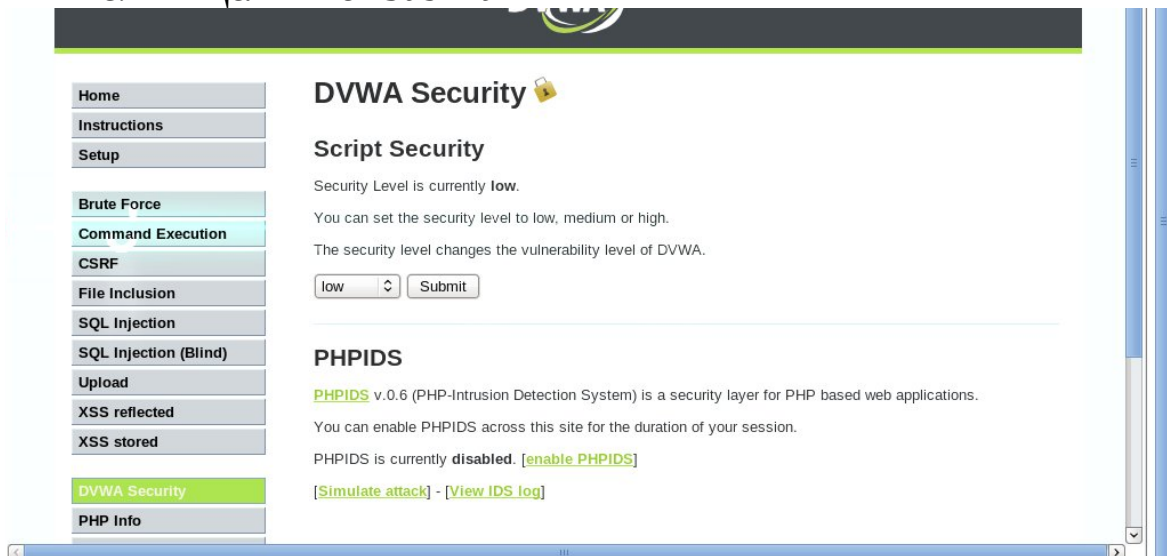 DVWA
Home
Instructions
Setup
Brute Force
Command Execution
CSRF
File Inclusion
SQL Injection
SQL Injection (Blind)
Upload
XSS reflected
XSS stored
DVWA Security
PHP Info
DVWA Security
Script Security
Security Level is currently low.
You can set the security level to low, medium or high.
The security level changes the vulnerability level of DVWA.
low Submit
PHPIDS
PHPIDS v.0.6 (PHP-Intrusion Detection System) is a security layer for PHP based web applications.
You can enable PHPIDS across this site for the duration of your session.
PHPIDS is currently disabled. [enable PHPIDS]
[Simulate attack] - [View IDS log]